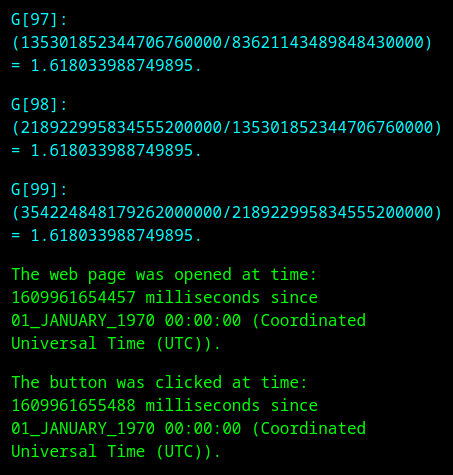 G[97]:
(135301852344706760000/83621143489848430000)
= 1.618033988749895.
G[98]:
(218922995834555200000/135301852344706760000)
= 1.618033988749895.
G[99]:
(354224848179262000000/218922995834555200000)
= 1.618033988749895.
The web page was opened at time:
1609961654457 milliseconds since
01_JANUARY_1970 00:00:00 (Coordinated
Universal Time (UTC)).
The button was clicked at time:
1609961655488 milliseconds since
01_JANUARY_1970 00:00:00 (Coordinated
Universal Time (UTC)).